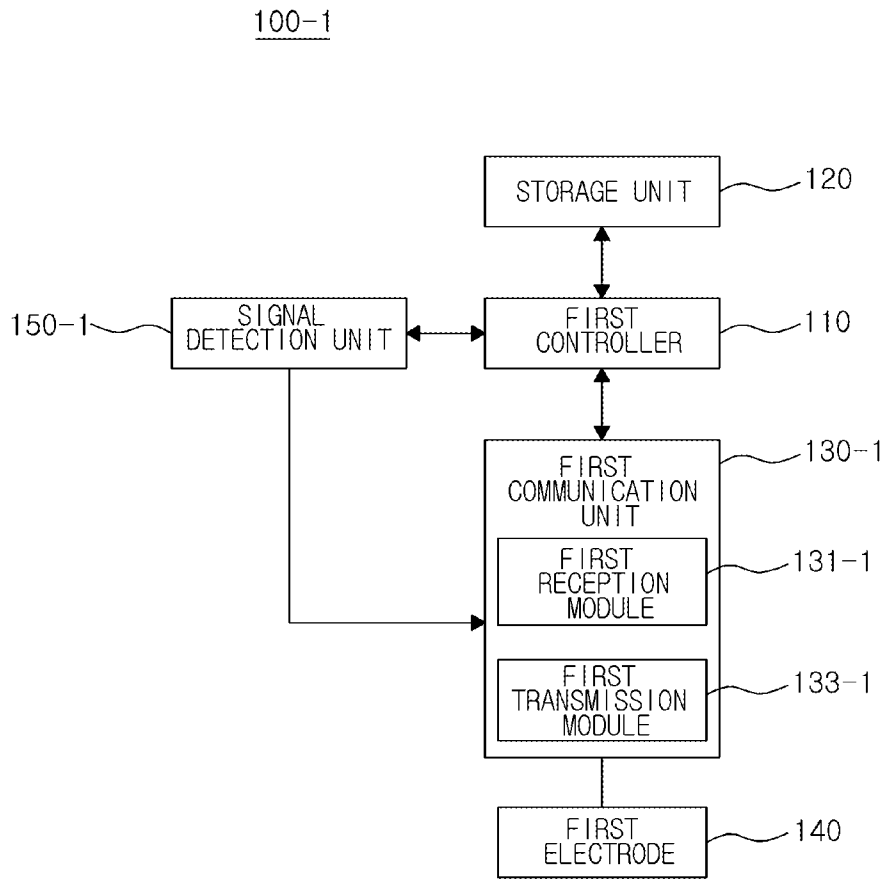 100-1
STORAGE UNIT
120
150-1
SIGNAL
DETECTION UNIT
FIRST
CONTROLLER
110
FIRST
COMMUNICATION
UNIT
130-1
FIRST
RECEPTION
MODULE
131-1
FIRST
TRANSMISSION
MODULE
133-1
FIRST
ELECTRODE
140